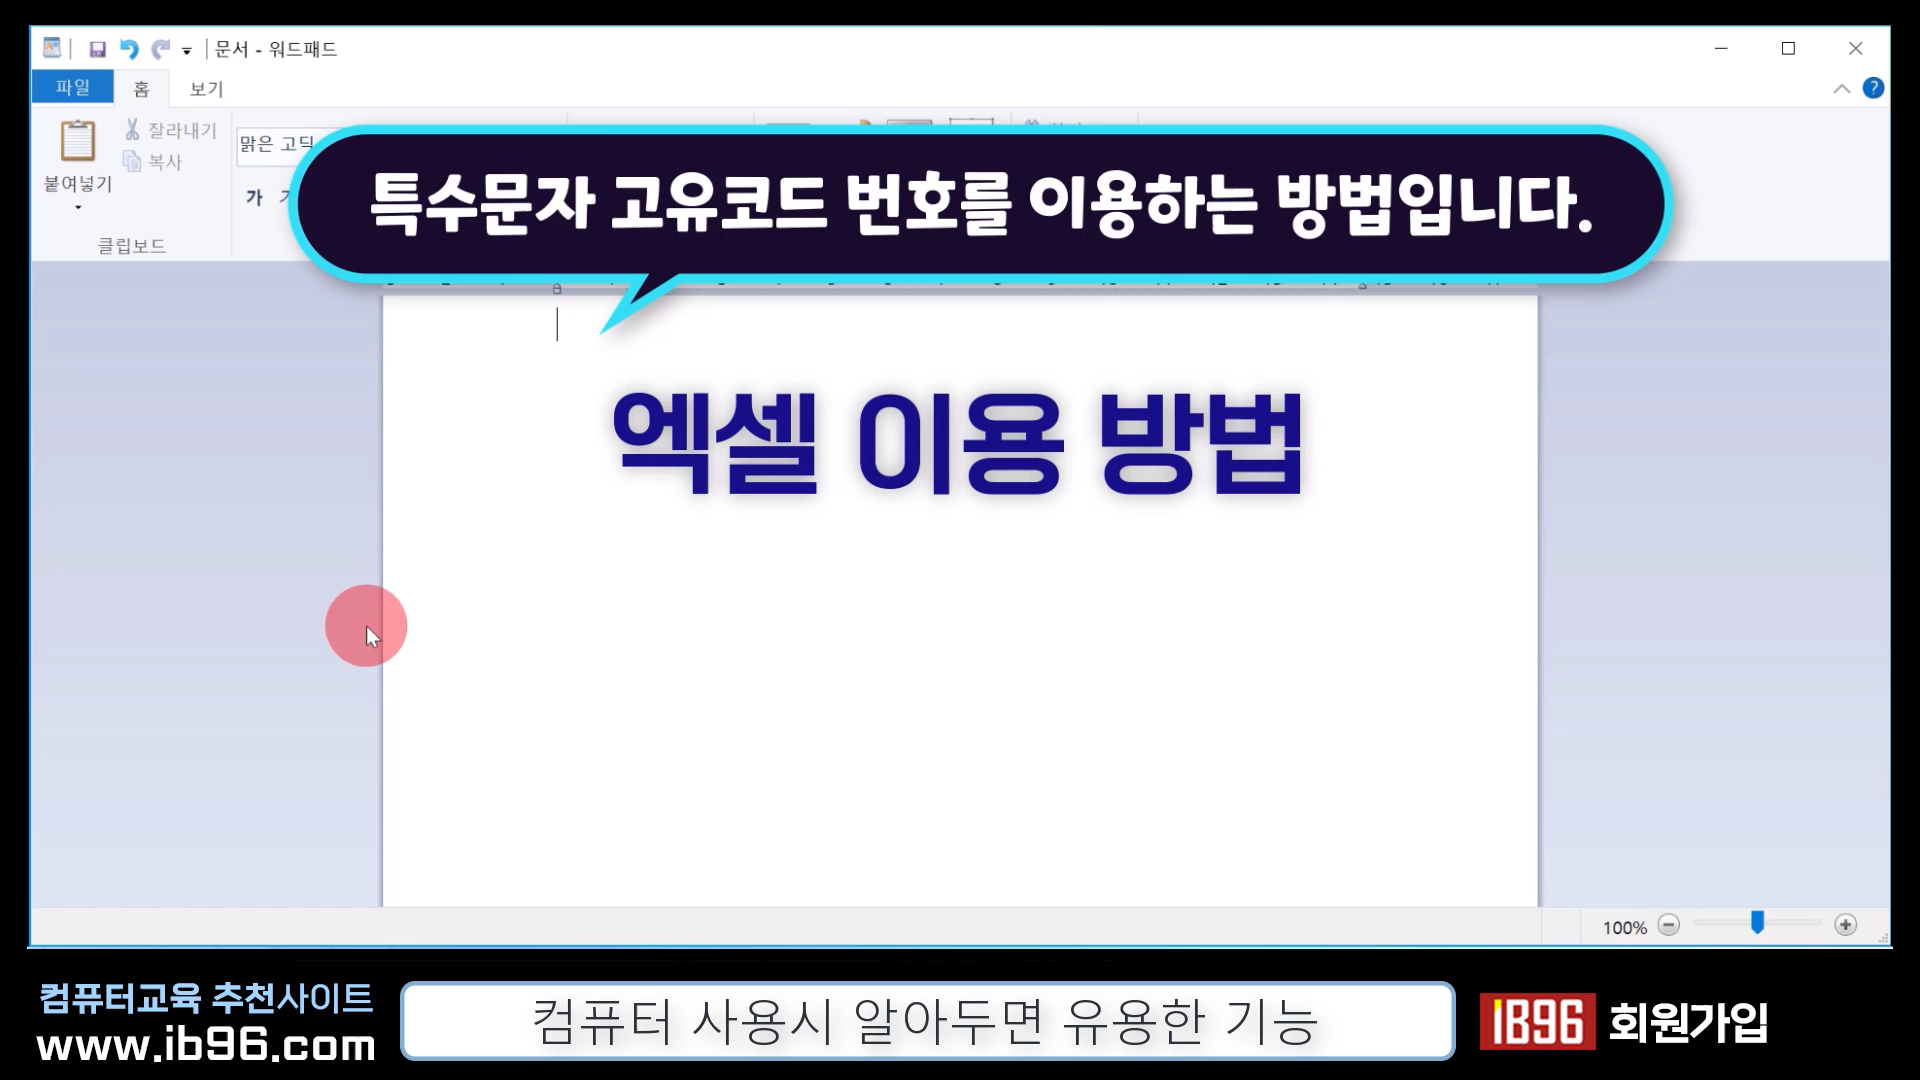 문서 - 워드패드
파일 홈 보기
잘라내기
복사
붙여넣기
클립보드
맑은 고딕
가
특수문자 고유코드 번호를 이용하는 방법입니다.
엑셀 이용 방법
100%
컴퓨터교육 추천사이트
www.ib96.com
컴퓨터 사용시 알아두면 유용한 기능
IB96 회원가입